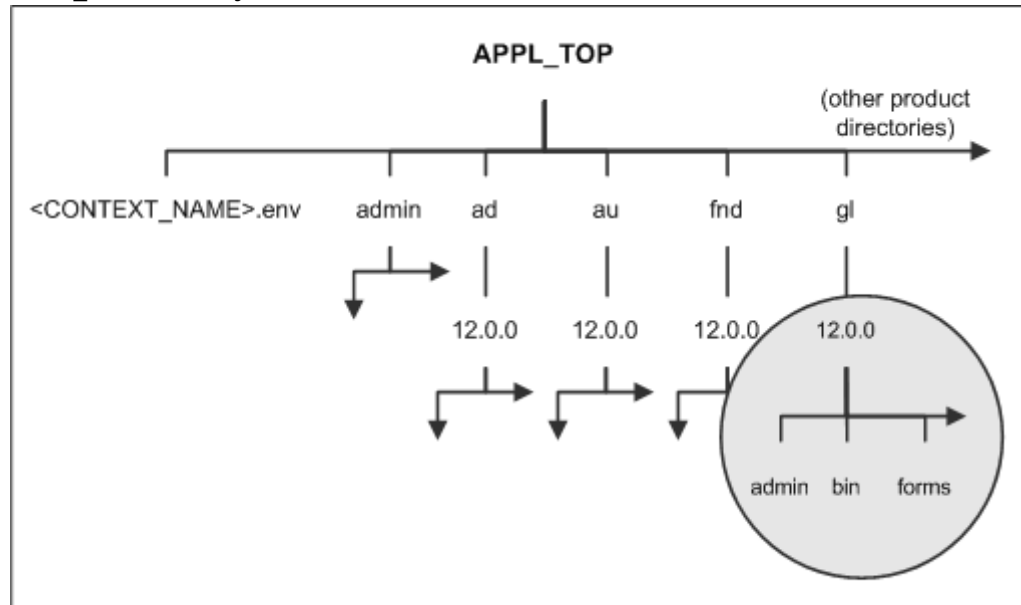 APPL_TOP
(other product
directories)
<CONTEXT_NAME>.env admin ad au fnd gl
12.0.0 12.0.0 12.0.0 12.0.0
admin bin forms